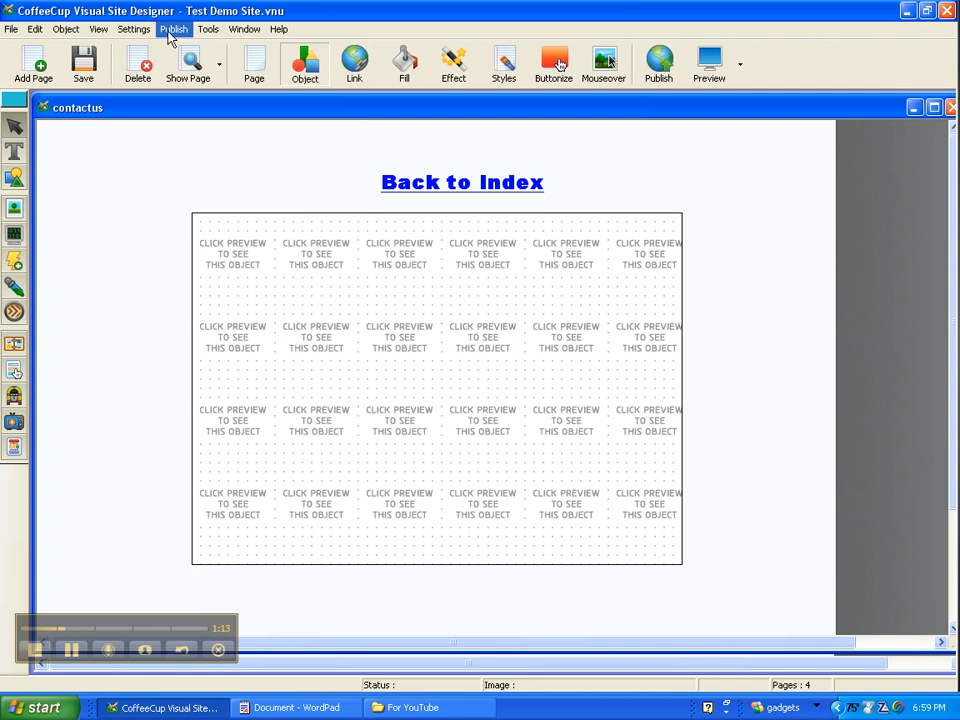 CoffeeCup Visual Site Designer - Test Demo Site.vnu
File Edit Object View Settings Publish Tools Window Help
Add Page Save Delete Show Page Page Object Link Fill Effect Styles Buttonize Mouseover Publish Preview
contactus
Back to Index
CLICK PREVIEW CLICK PREVIEW CLICK PREVIEW CLICK PREVIEW CLICK PREVIEW CLICK PREVIEW
TO SEE TO SEE TO SEE TO SEE TO SEE TO SEE
THIS OBJECT THIS OBJECT THIS OBJECT THIS OBJECT THIS OBJECT THIS OBJECT
CLICK PREVIEW CLICK PREVIEW CLICK PREVIEW CLICK PREVIEW CLICK PREVIEW CLICK PREVIEW
TO SEE TO SEE TO SEE TO SEE TO SEE TO SEE
THIS OBJECT THIS OBJECT THIS OBJECT THIS OBJECT THIS OBJECT THIS OBJECT
CLICK PREVIEW CLICK PREVIEW CLICK PREVIEW CLICK PREVIEW CLICK PREVIEW CLICK PREVIEW
TO SEE TO SEE TO SEE TO SEE TO SEE TO SEE
THIS OBJECT THIS OBJECT THIS OBJECT THIS OBJECT THIS OBJECT THIS OBJECT
CLICK PREVIEW CLICK PREVIEW CLICK PREVIEW CLICK PREVIEW CLICK PREVIEW CLICK PREVIEW
TO SEE TO SEE TO SEE TO SEE TO SEE TO SEE
THIS OBJECT THIS OBJECT THIS OBJECT THIS OBJECT THIS OBJECT THIS OBJECT
1:13
Status : Image : Pages : 4
start CoffeeCup Visual Site... Document - WordPad For YouTube gadgets 75° 6:59 PM